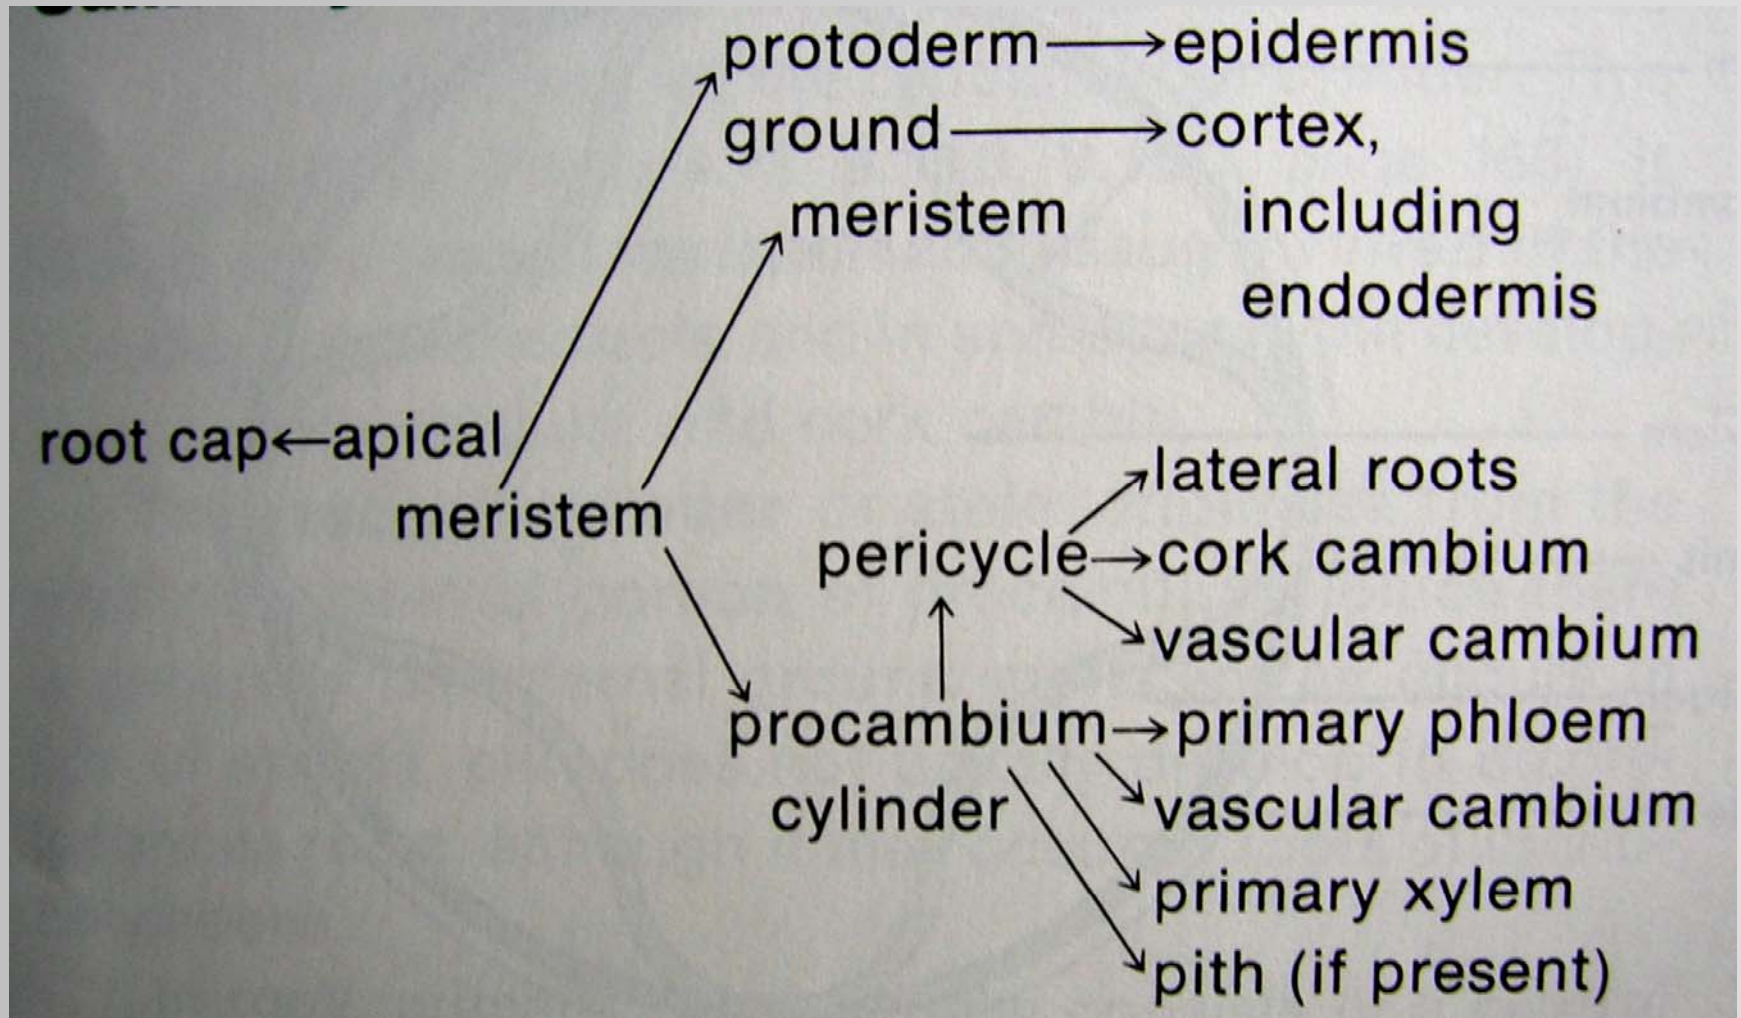 protoderm→epidermis
ground→cortex,
meristem including
endodermis
root cap←apical
meristem
lateral roots
pericycle→cork cambium
vascular cambium
procambium→primary phloem
cylinder vascular cambium
primary xylem
pith (if present)